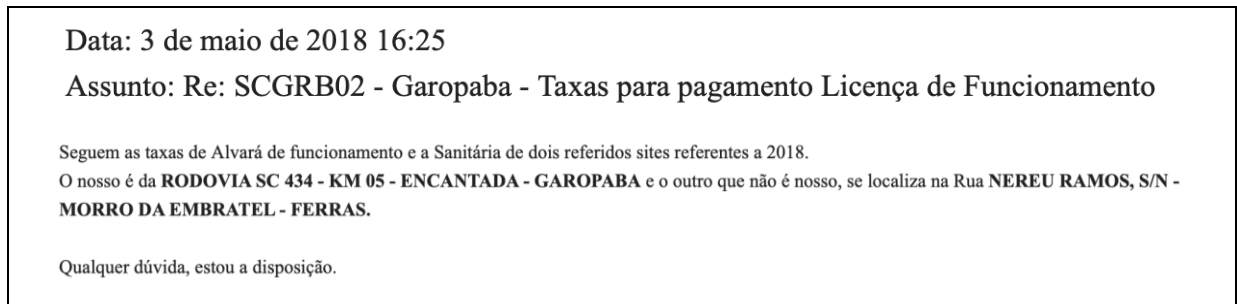 Data: 3 de maio de 2018 16:25
Assunto: Re: SCGRB02 - Garopaba - Taxas para pagamento Licença de Funcionamento
Seguem as taxas de Alvará de funcionamento e a Sanitária de dois referidos sites referentes a 2018.
O nosso é da RODOVIA SC 434 - KM 05 - ENCANTADA - GAROPABA e o outro que não é nosso, se localiza na Rua NEREU RAMOS, S/N -
MORRO DA EMBRATEL - FERRAS.
Qualquer dúvida, estou a disposição.